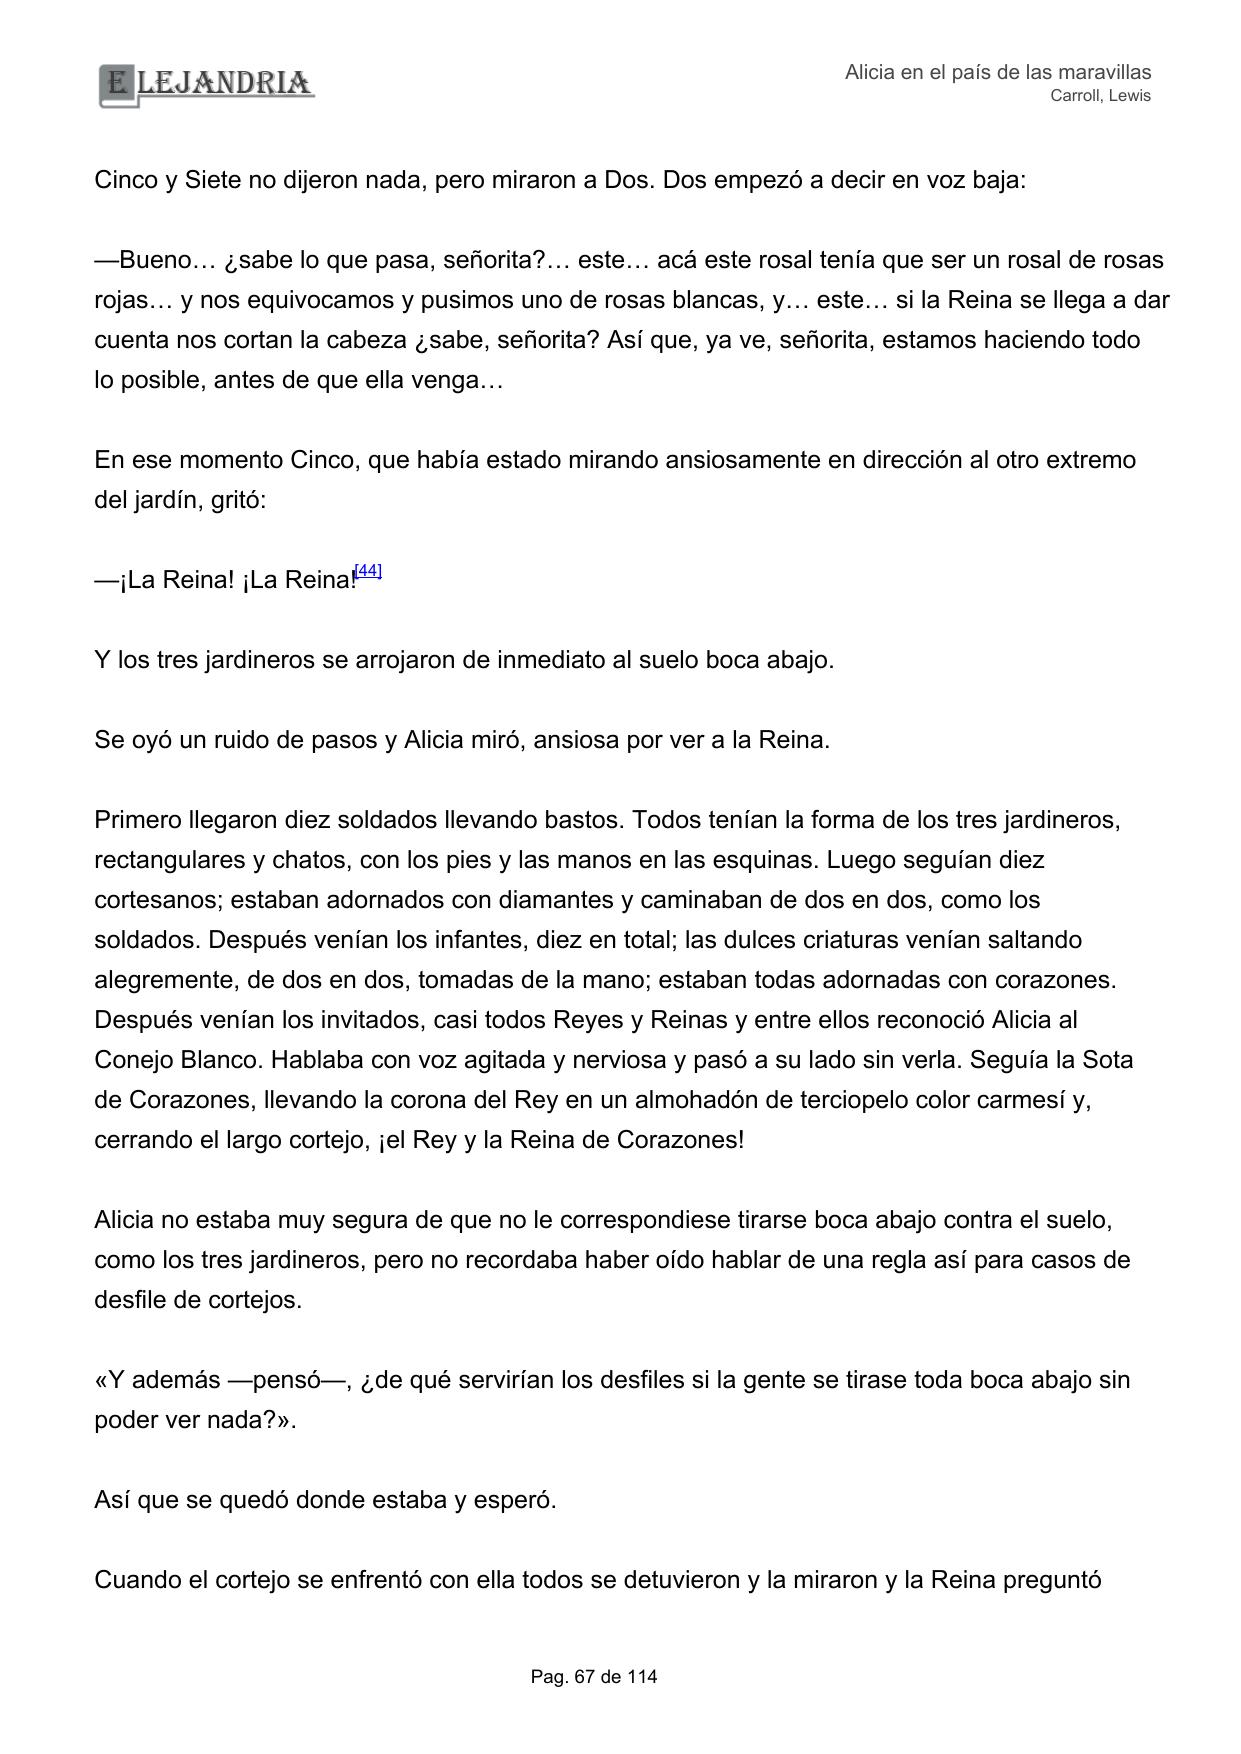 ELEJANDRIA
Alicia en el país de las maravillas
Carroll, Lewis
Cinco y Siete no dijeron nada, pero miraron a Dos. Dos empezó a decir en voz baja:
—Bueno… ¿sabe lo que pasa, señorita?… este… acá este rosal tenía que ser un rosal de rosas
rojas… y nos equivocamos y pusimos uno de rosas blancas, y… este… si la Reina se llega a dar
cuenta nos cortan la cabeza ¿sabe, señorita? Así que, ya ve, señorita, estamos haciendo todo
lo posible, antes de que ella venga…
En ese momento Cinco, que había estado mirando ansiosamente en dirección al otro extremo
del jardín, gritó:
—¡La Reina! ¡La Reina![44]
Y los tres jardineros se arrojaron de inmediato al suelo boca abajo.
Se oyó un ruido de pasos y Alicia miró, ansiosa por ver a la Reina.
Primero llegaron diez soldados llevando bastos. Todos tenían la forma de los tres jardineros,
rectangulares y chatos, con los pies y las manos en las esquinas. Luego seguían diez
cortesanos; estaban adornados con diamantes y caminaban de dos en dos, como los
soldados. Después venían los infantes, diez en total; las dulces criaturas venían saltando
alegremente, de dos en dos, tomadas de la mano; estaban todas adornadas con corazones.
Después venían los invitados, casi todos Reyes y Reinas y entre ellos reconoció Alicia al
Conejo Blanco. Hablaba con voz agitada y nerviosa y pasó a su lado sin verla. Seguía la Sota
de Corazones, llevando la corona del Rey en un almohadón de terciopelo color carmesí y,
cerrando el largo cortejo, ¡el Rey y la Reina de Corazones!
Alicia no estaba muy segura de que no le correspondiese tirarse boca abajo contra el suelo,
como los tres jardineros, pero no recordaba haber oído hablar de una regla así para casos de
desfile de cortejos.
«Y además —pensó—, ¿de qué servirían los desfiles si la gente se tirase toda boca abajo sin
poder ver nada?».
Así que se quedó donde estaba y esperó.
Cuando el cortejo se enfrentó con ella todos se detuvieron y la miraron y la Reina preguntó
Pag. 67 de 114